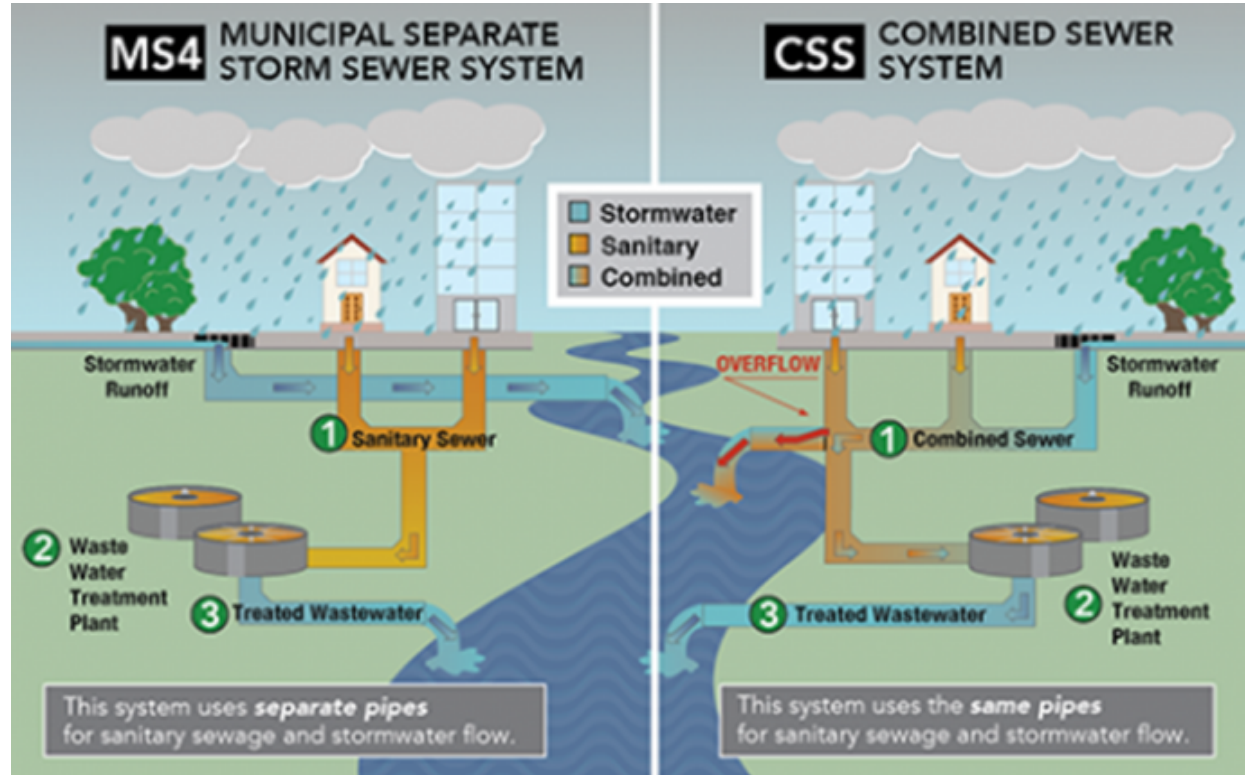 MS4 MUNICIPAL SEPARATE
STORM SEWER SYSTEM
Stormwater
Runoff
1 Sanitary Sewer
2 Waste
Water
Treatment
Plant
3 Treated Wastewater
This system uses separate pipes
for sanitary sewage and stormwater flow.
Stormwater
Sanitary
Combined
CSS COMBINED SEWER
SYSTEM
OVERFLOW
Stormwater
Runoff
1 Combined Sewer
Waste
2 Water
Treatment
Plant
3 Treated Wastewater
This system uses the same pipes
for sanitary sewage and stormwater flow.